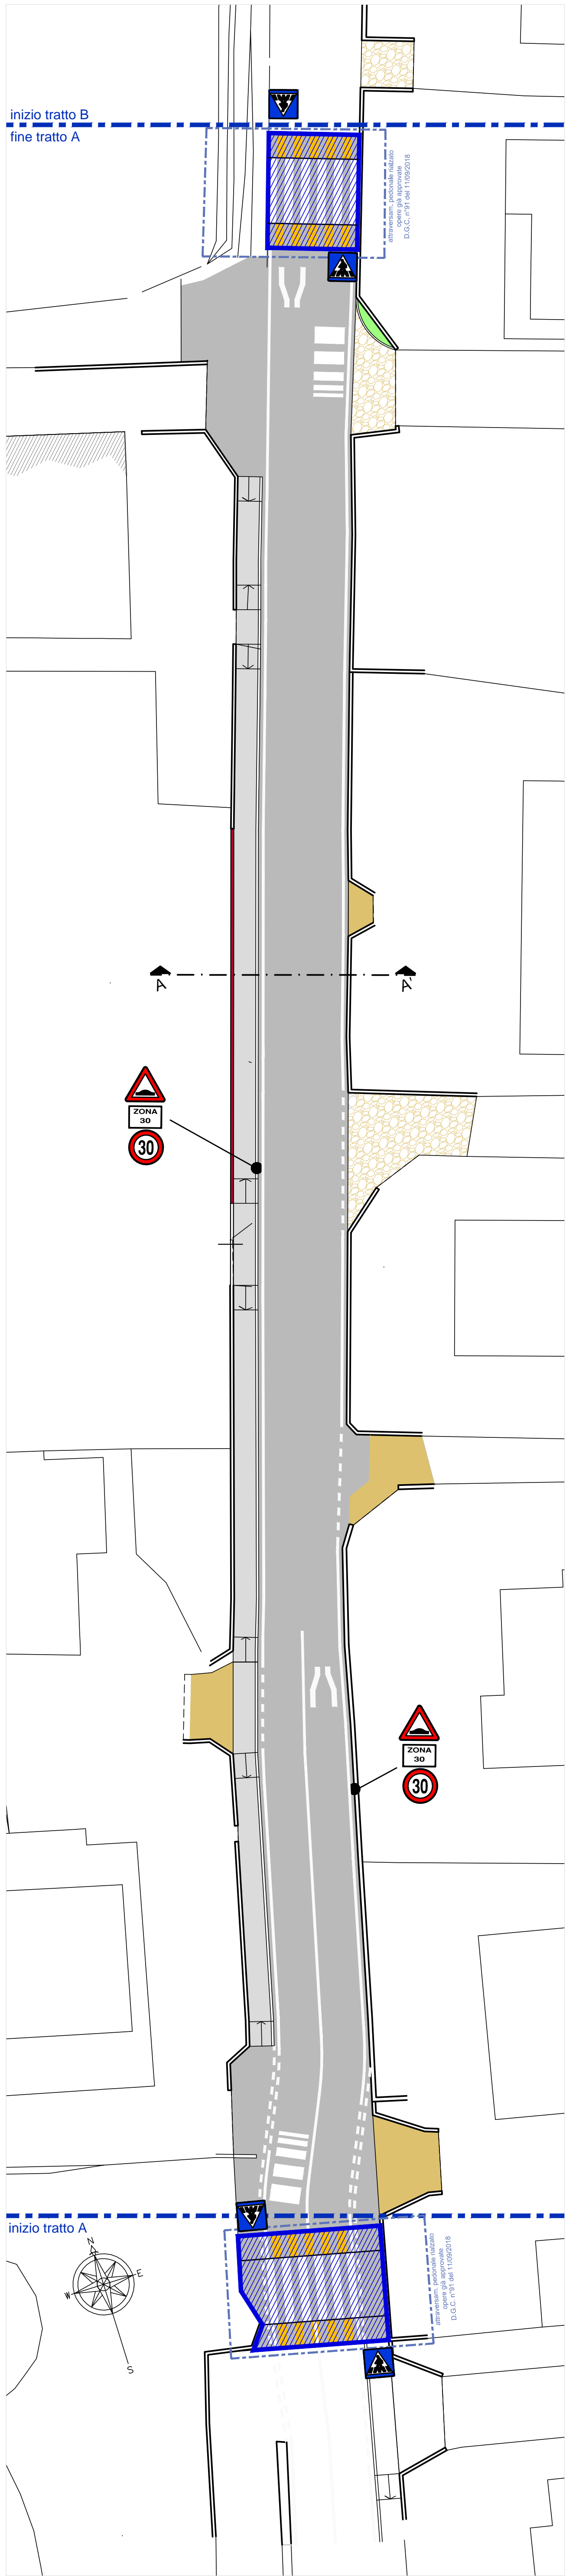 inizio tratto B
fine tratto A
attraversam. pedonale rialzato
opere già approvate
D.G.C. n°91 del 11/09/2018
A
A'
ZONA
30
30
ZONA
30
30
inizio tratto A
attraversam. pedonale rialzato
opere già approvate
D.G.C. n°91 del 11/09/2018
N
E
W
S